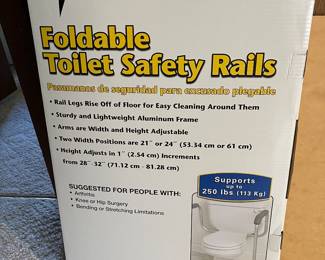 Foldable
Toilet Safety Rails
Pasamanos de seguridad para excusado plegable
• Rail Legs Rise Off of Floor for Easy Cleaning Around Them
• Sturdy and Lightweight Aluminum Frame
• Arms are Width and Height Adjustable
• Two Width Positions are 21" or 24" (53.34 cm or 61 cm)
• Height Adjusts in 1" (2.54 cm) Increments
from 28"-32" (71.12 cm - 81.28 cm)
Supports
up to
250 lbs (113 Kg)
SUGGESTED FOR PEOPLE WITH:
• Arthritis
• Knee or Hip Surgery
• Bending or Stretching Limitations